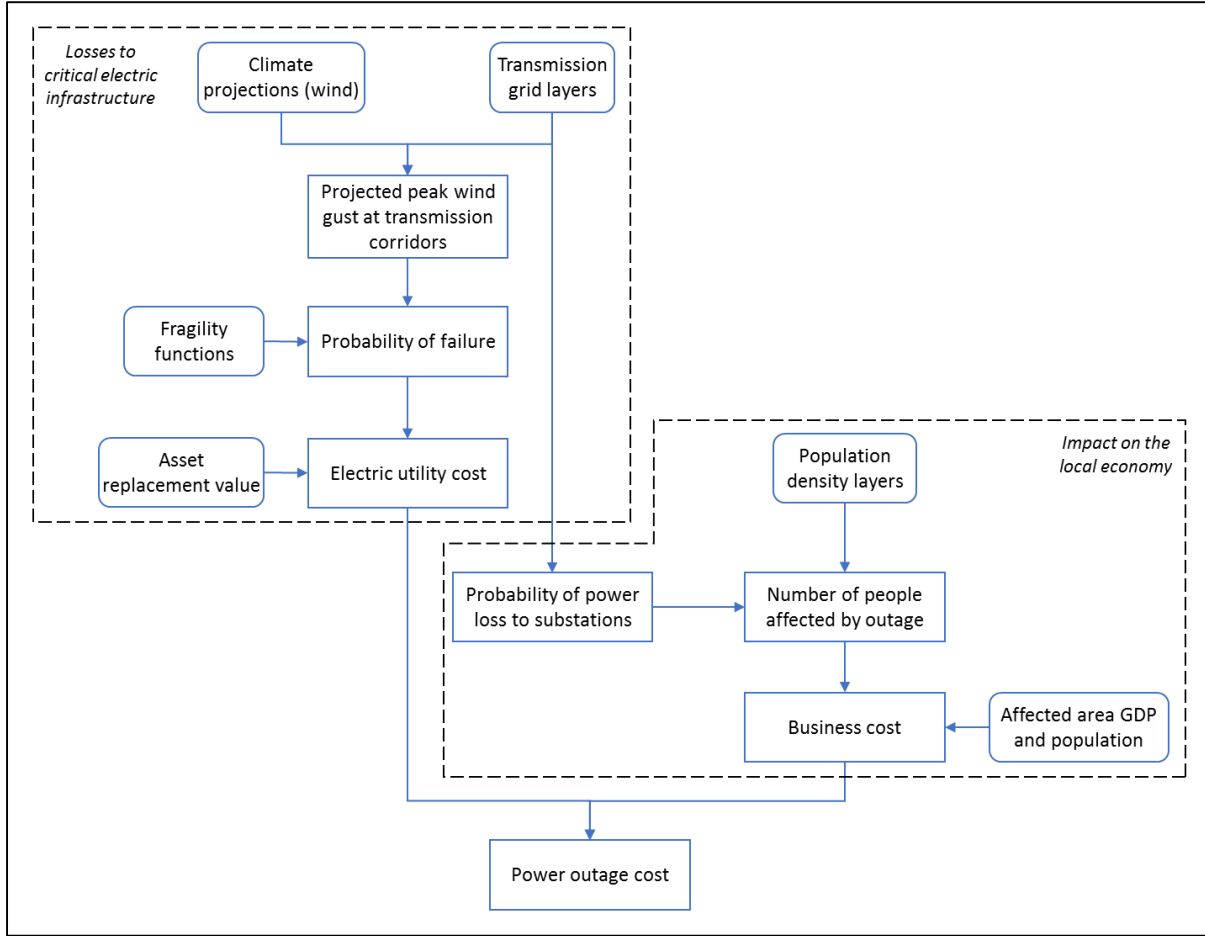 Losses to
critical electric
infrastructure
Climate
projections (wind)
Transmission
grid layers
Projected peak wind
gust at transmission
corridors
Fragility
functions
Probability of failure
Asset
replacement value
Electric utility cost
Impact on the
local economy
Population
density layers
Probability of power
loss to substations
Number of people
affected by outage
Business cost
Affected area GDP
and population
Power outage cost